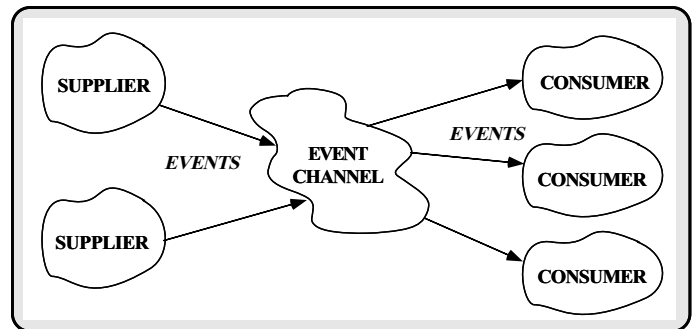 SUPPLIER
SUPPLIER
EVENTS
EVENT
CHANNEL
EVENTS
CONSUMER
CONSUMER
CONSUMER